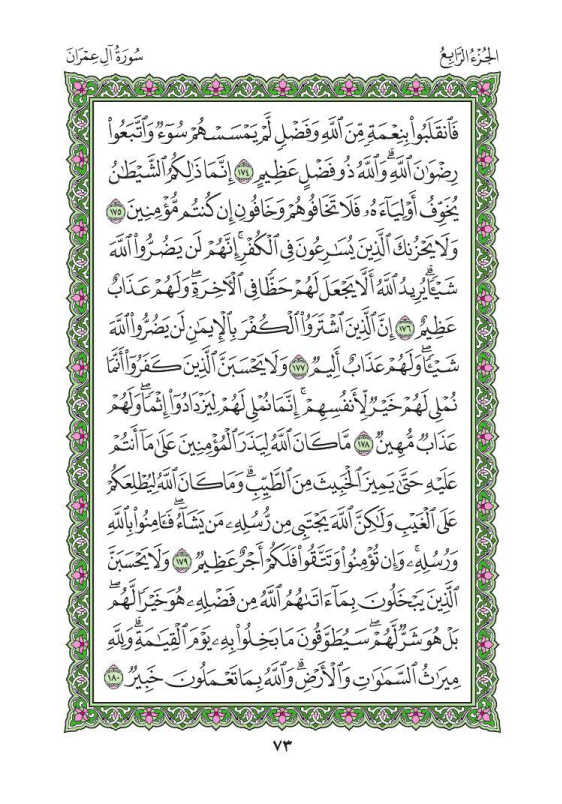 الجُزْءُ الرَّابِعُ
سُورَةُ آلِ عِمْرَانَ
فَٱنقَلَبُوا۟ بِنِعْمَةٍ مِّنَ ٱللَّهِ وَفَضْلٍ لَّمْ يَمْسَسْهُمْ سُوٓءٌ وَٱتَّبَعُوا۟
رِضْوَٰنَ ٱللَّهِ ۗ وَٱللَّهُ ذُو فَضْلٍ عَظِيمٍ ١٧٤ إِنَّمَا ذَٰلِكُمُ ٱلشَّيْطَٰنُ
يُخَوِّفُ أَوْلِيَآءَهُۥ فَلَا تَخَافُوهُمْ وَخَافُونِ إِن كُنتُم مُّؤْمِنِينَ ١٧٥
وَلَا يَحْزُنكَ ٱلَّذِينَ يُسَٰرِعُونَ فِى ٱلْكُفْرِ ۚ إِنَّهُمْ لَن يَضُرُّوا۟ ٱللَّهَ
شَيْـًٔا ۗ يُرِيدُ ٱللَّهُ أَلَّا يَجْعَلَ لَهُمْ حَظًّا فِى ٱلْءَاخِرَةِ ۖ وَلَهُمْ عَذَابٌ
عَظِيمٌ ١٧٦ إِنَّ ٱلَّذِينَ ٱشْتَرَوُا۟ ٱلْكُفْرَ بِٱلْإِيمَٰنِ لَن يَضُرُّوا۟ ٱللَّهَ
شَيْـًٔا ۖ وَلَهُمْ عَذَابٌ أَلِيمٌ ١٧٧ وَلَا يَحْسَبَنَّ ٱلَّذِينَ كَفَرُوٓا۟ أَنَّمَا
نُمْلِى لَهُمْ خَيْرٌ لِّأَنفُسِهِمْ ۚ إِنَّمَا نُمْلِى لَهُمْ لِيَزْدَادُوٓا۟ إِثْمًا ۖ وَلَهُمْ
عَذَابٌ مُّهِينٌ ١٧٨ مَّا كَانَ ٱللَّهُ لِيَذَرَ ٱلْمُؤْمِنِينَ عَلَىٰ مَآ أَنتُمْ
عَلَيْهِ حَتَّىٰ يَمِيزَ ٱلْخَبِيثَ مِنَ ٱلطَّيِّبِ ۗ وَمَا كَانَ ٱللَّهُ لِيُطْلِعَكُمْ
عَلَى ٱلْغَيْبِ وَلَٰكِنَّ ٱللَّهَ يَجْتَبِى مِن رُّسُلِهِۦ مَن يَشَآءُ ۖ فَـَٔامِنُوا۟ بِٱللَّهِ
وَرُسُلِهِۦ ۚ وَإِن تُؤْمِنُوا۟ وَتَتَّقُوا۟ فَلَكُمْ أَجْرٌ عَظِيمٌ ١٧٩ وَلَا يَحْسَبَنَّ
ٱلَّذِينَ يَبْخَلُونَ بِمَآ ءَاتَىٰهُمُ ٱللَّهُ مِن فَضْلِهِۦ هُوَ خَيْرًا لَّهُم ۖ
بَلْ هُوَ شَرٌّ لَّهُمْ ۖ سَيُطَوَّقُونَ مَا بَخِلُوا۟ بِهِۦ يَوْمَ ٱلْقِيَٰمَةِ ۗ وَلِلَّهِ
مِيرَٰثُ ٱلسَّمَٰوَٰتِ وَٱلْأَرْضِ ۗ وَٱللَّهُ بِمَا تَعْمَلُونَ خَبِيرٌ ١٨٠
٧٣